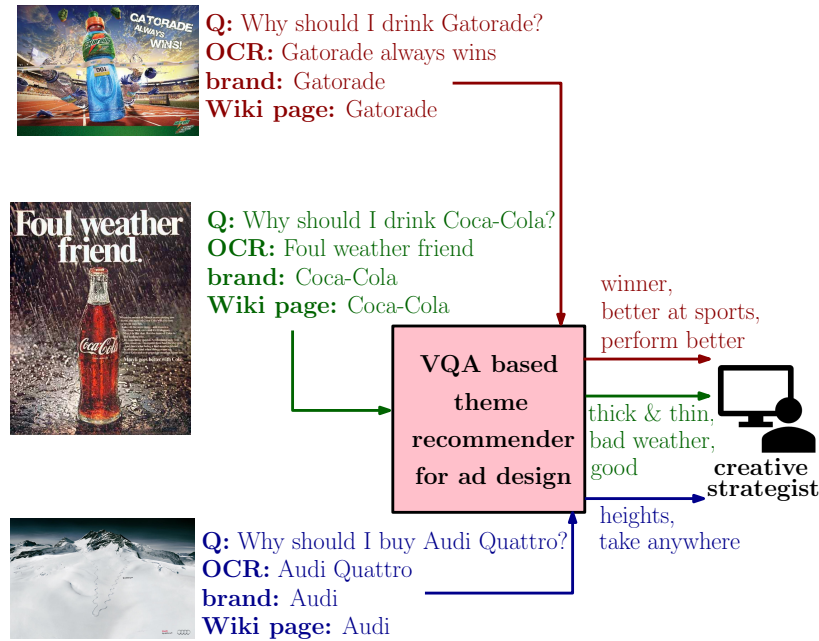 GATORADE
ALWAYS
WINS!
Q: Why should I drink Gatorade?
OCR: Gatorade always wins
brand: Gatorade
Wiki page: Gatorade
Foul weather
friend.
Coca-Cola
Q: Why should I drink Coca-Cola?
OCR: Foul weather friend
brand: Coca-Cola
Wiki page: Coca-Cola
winner,
better at sports,
perform better
VQA based
theme
recommender
for ad design
thick & thin,
bad weather,
good
creative
strategist
heights,
take anywhere
Q: Why should I buy Audi Quattro?
OCR: Audi Quattro
brand: Audi
Wiki page: Audi